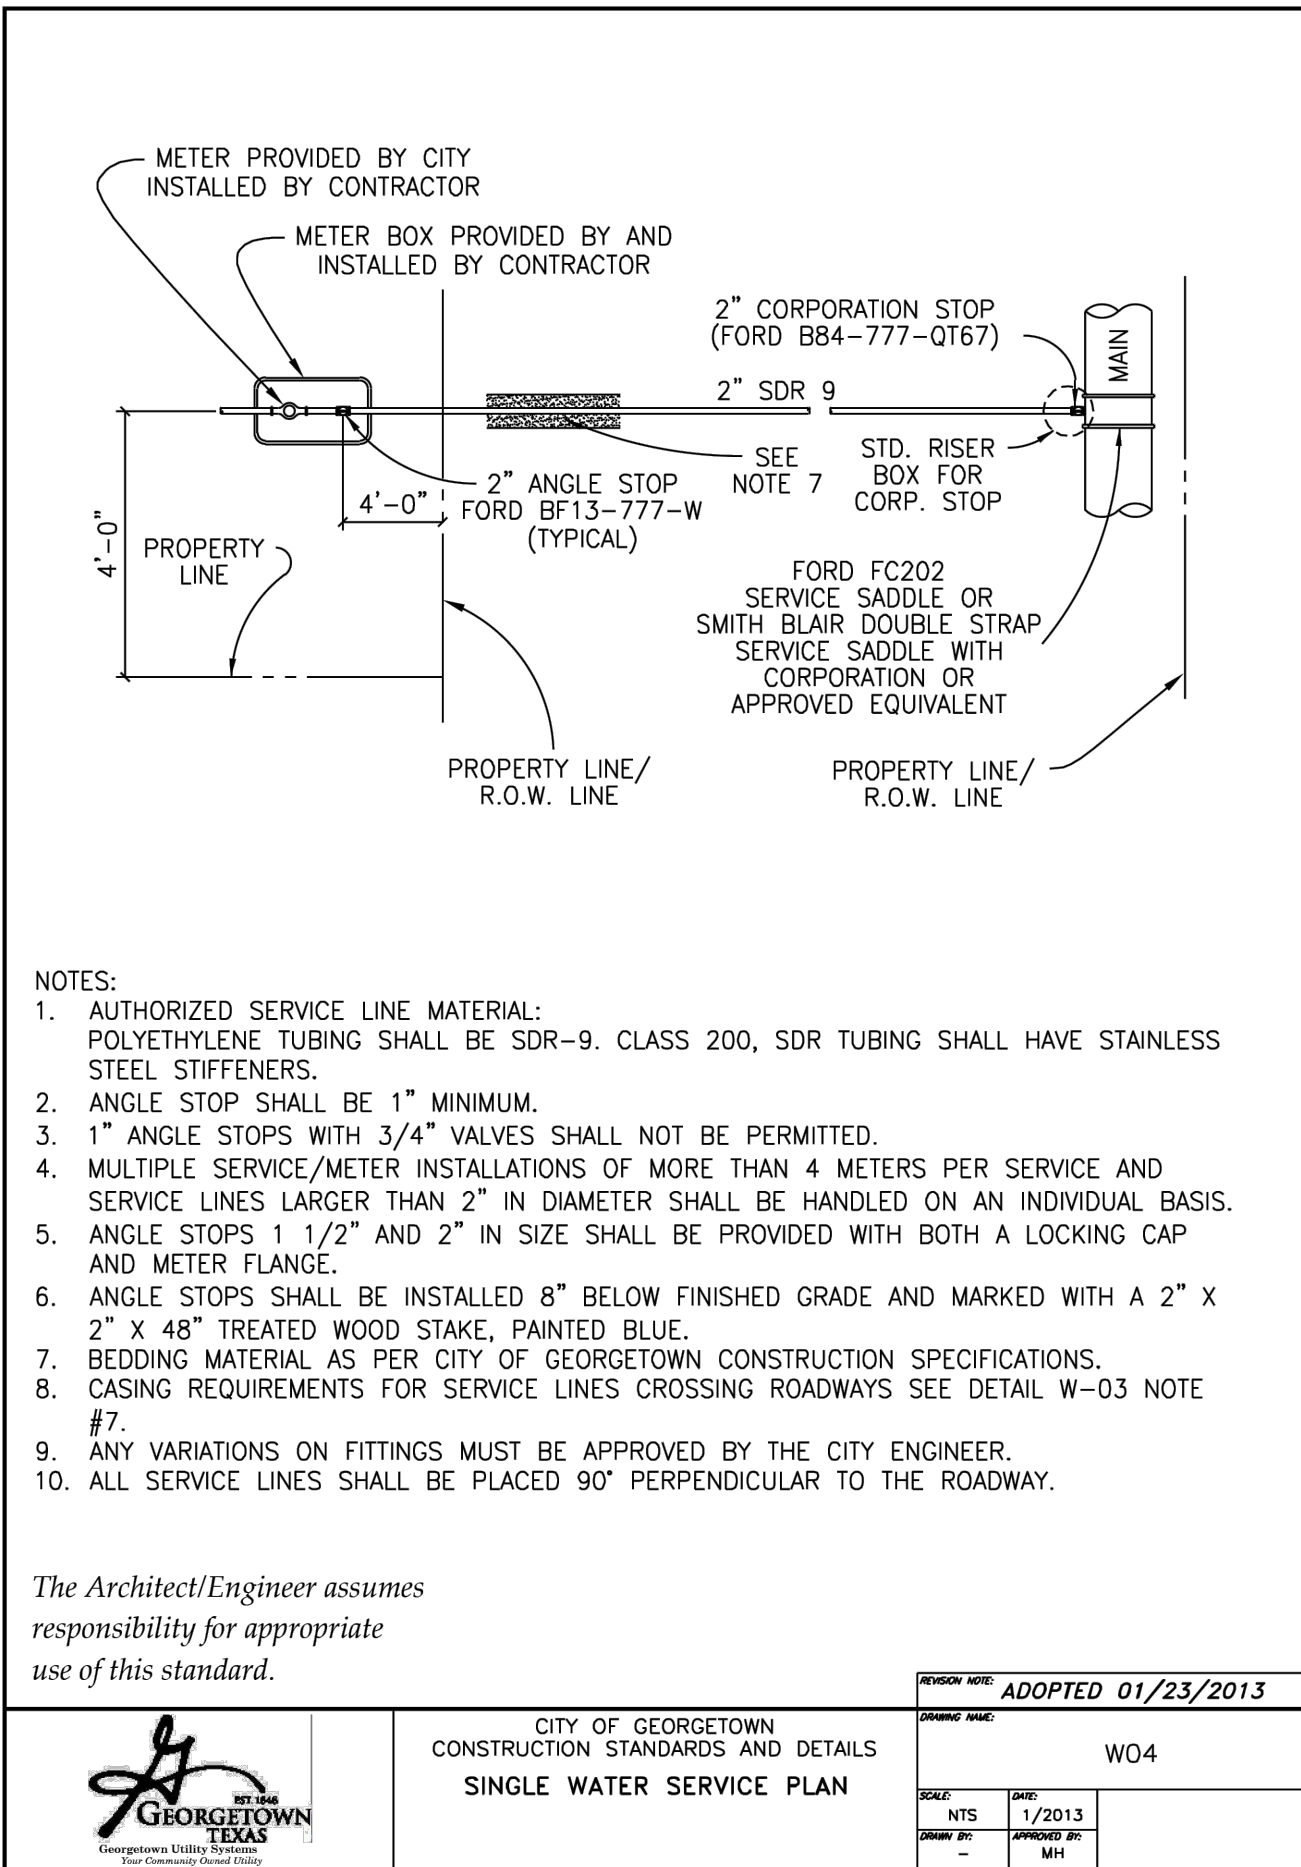 METER PROVIDED BY CITY
INSTALLED BY CONTRACTOR
METER BOX PROVIDED BY AND
INSTALLED BY CONTRACTOR
2" CORPORATION STOP
(FORD B84-777-QT67)
MAIN
2" SDR 9
SEE
NOTE 7
STD. RISER
BOX FOR
CORP. STOP
2" ANGLE STOP
FORD BF13-777-W
(TYPICAL)
4'-0"
4'-0"
PROPERTY
LINE
FORD FC202
SERVICE SADDLE OR
SMITH BLAIR DOUBLE STRAP
SERVICE SADDLE WITH
CORPORATION OR
APPROVED EQUIVALENT
PROPERTY LINE/
R.O.W. LINE
PROPERTY LINE/
R.O.W. LINE
NOTES:
1. AUTHORIZED SERVICE LINE MATERIAL:
POLYETHYLENE TUBING SHALL BE SDR-9. CLASS 200, SDR TUBING SHALL HAVE STAINLESS
STEEL STIFFENERS.
2. ANGLE STOP SHALL BE 1" MINIMUM.
3. 1" ANGLE STOPS WITH 3/4" VALVES SHALL NOT BE PERMITTED.
4. MULTIPLE SERVICE/METER INSTALLATIONS OF MORE THAN 4 METERS PER SERVICE AND
SERVICE LINES LARGER THAN 2" IN DIAMETER SHALL BE HANDLED ON AN INDIVIDUAL BASIS.
5. ANGLE STOPS 1 1/2" AND 2" IN SIZE SHALL BE PROVIDED WITH BOTH A LOCKING CAP
AND METER FLANGE.
6. ANGLE STOPS SHALL BE INSTALLED 8" BELOW FINISHED GRADE AND MARKED WITH A 2" X
2" X 48" TREATED WOOD STAKE, PAINTED BLUE.
7. BEDDING MATERIAL AS PER CITY OF GEORGETOWN CONSTRUCTION SPECIFICATIONS.
8. CASING REQUIREMENTS FOR SERVICE LINES CROSSING ROADWAYS SEE DETAIL W-03 NOTE
#7.
9. ANY VARIATIONS ON FITTINGS MUST BE APPROVED BY THE CITY ENGINEER.
10. ALL SERVICE LINES SHALL BE PLACED 90° PERPENDICULAR TO THE ROADWAY.
The Architect/Engineer assumes
responsibility for appropriate
use of this standard.
REVISION NOTE: ADOPTED 01/23/2013
G
EST. 1848
GEORGETOWN
TEXAS
Georgetown Utility Systems
Your Community Owned Utility
CITY OF GEORGETOWN
CONSTRUCTION STANDARDS AND DETAILS
SINGLE WATER SERVICE PLAN
DRAWING NAME:
W04
SCALE:
NTS
DATE:
1/2013
DRAWN BY:
-
APPROVED BY:
MH